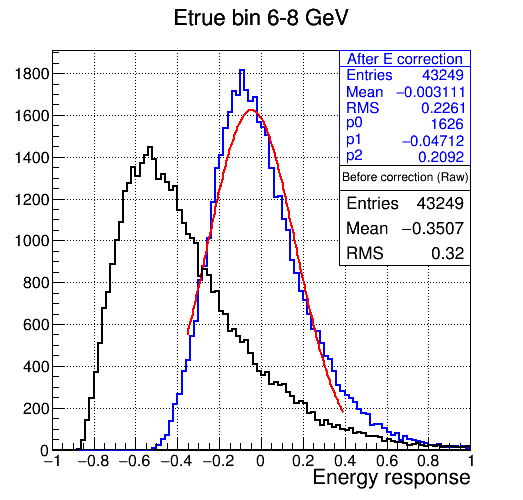 Etrue bin 6-8 GeV
After E correction
Entries 43249
Mean −0.003111
RMS 0.2261
p0 1626
p1 −0.04712
p2 0.2092
Before correction (Raw)
Entries 43249
Mean −0.3507
RMS 0.32
1800
1600
1400
1200
1000
800
600
400
200
0
−1 −0.8 −0.6 −0.4 −0.2 0 0.2 0.4 0.6 0.8 1
Energy response